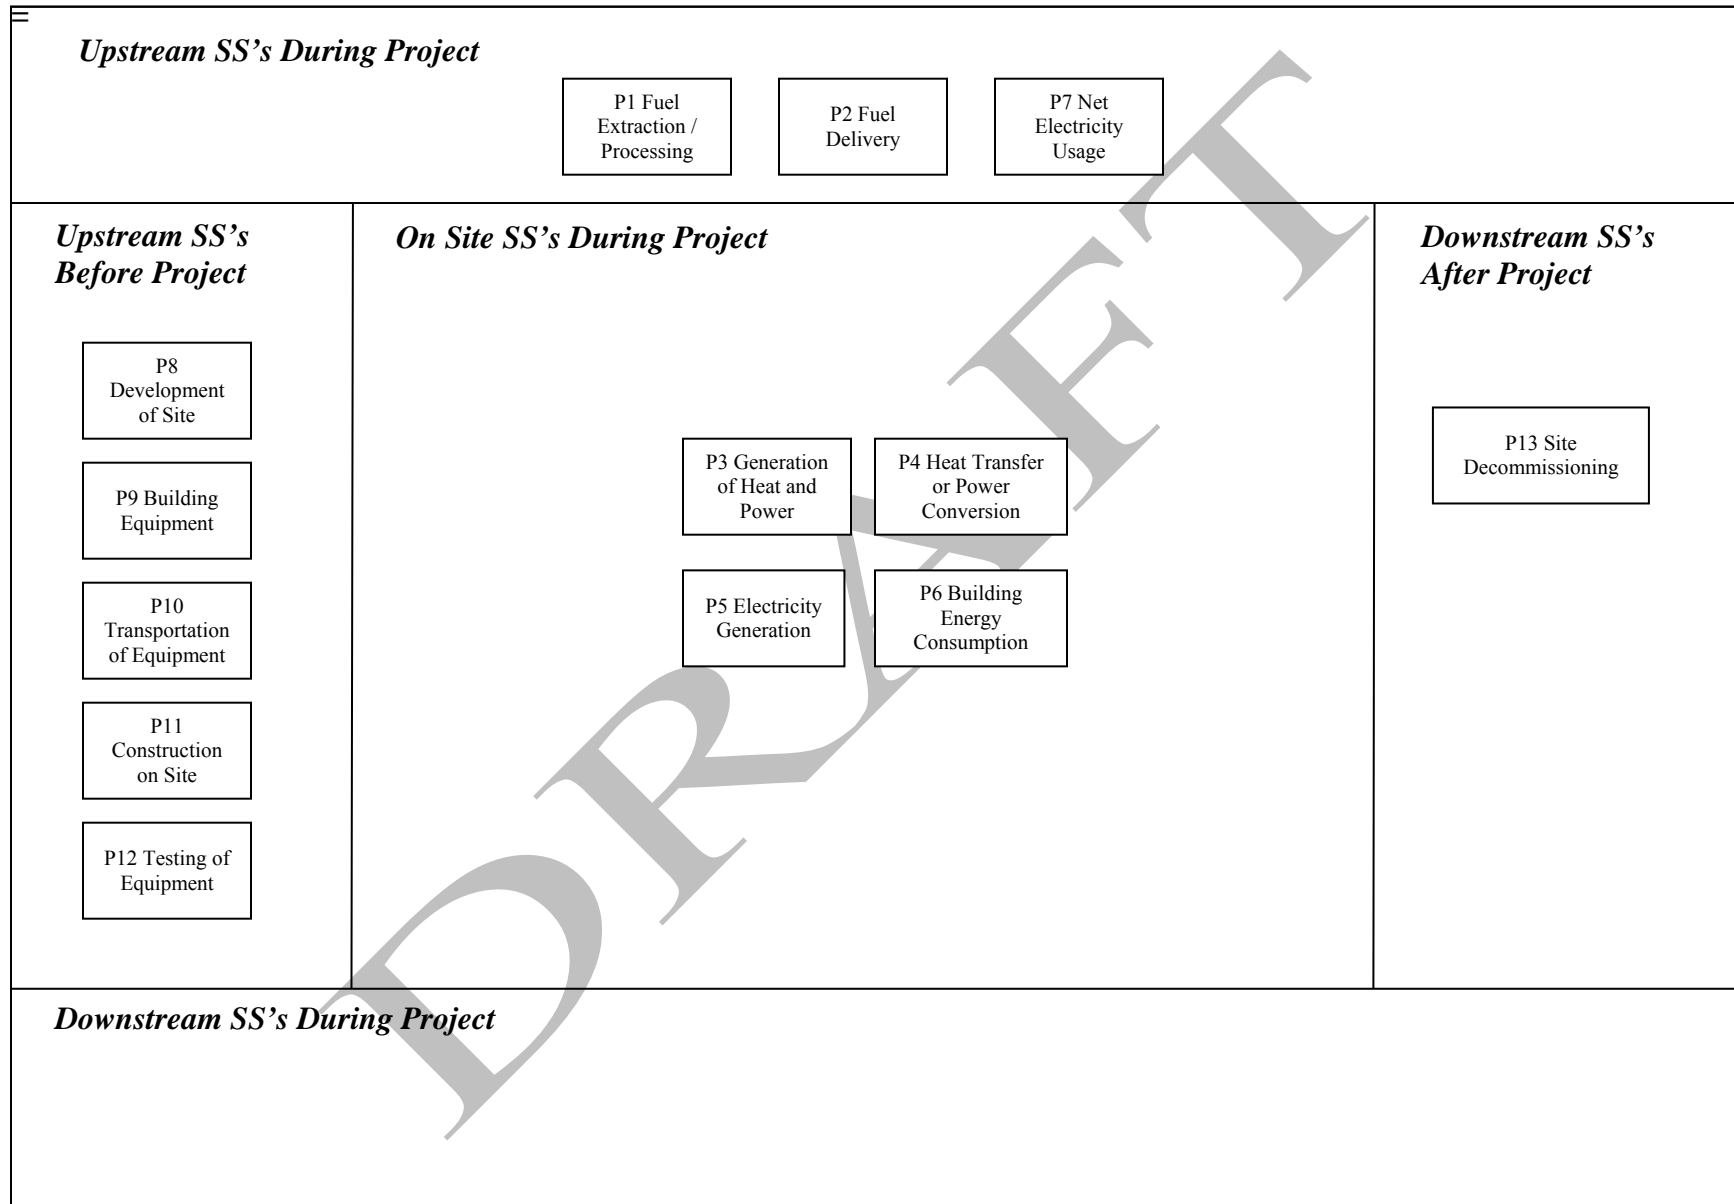 Upstream SS’s During Project
P1 Fuel
Extraction /
Processing
P2 Fuel
Delivery
P7 Net
Electricity
Usage
Upstream SS’s
Before Project
P8
Development
of Site
P9 Building
Equipment
P10
Transportation
of Equipment
P11
Construction
on Site
P12 Testing of
Equipment
On Site SS’s During Project
P3 Generation
of Heat and
Power
P4 Heat Transfer
or Power
Conversion
P5 Electricity
Generation
P6 Building
Energy
Consumption
Downstream SS’s
After Project
P13 Site
Decommissioning
Downstream SS’s During Project
DRAFT